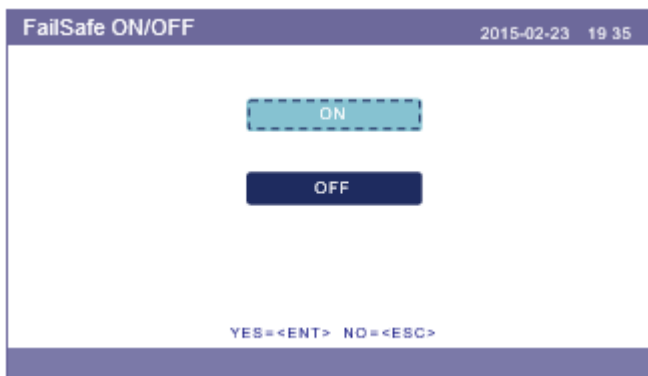 FailSafe ON/OFF
2015-02-23 19 35
ON
OFF
YES=<ENT> NO=<ESC>